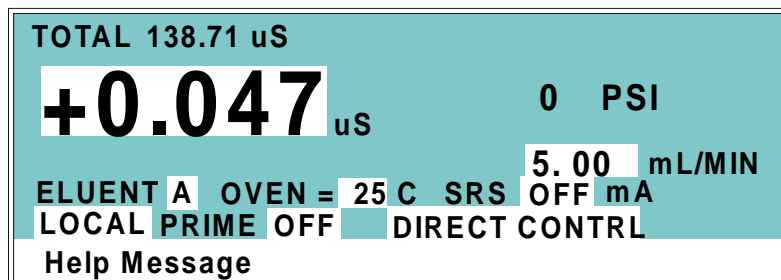 TOTAL 138.71 uS
+0.047 uS
0 PSI
5.00 mL/MIN
ELUENT A OVEN = 25 C SRS OFF mA
LOCAL PRIME OFF DIRECT CONTRL
Help Message